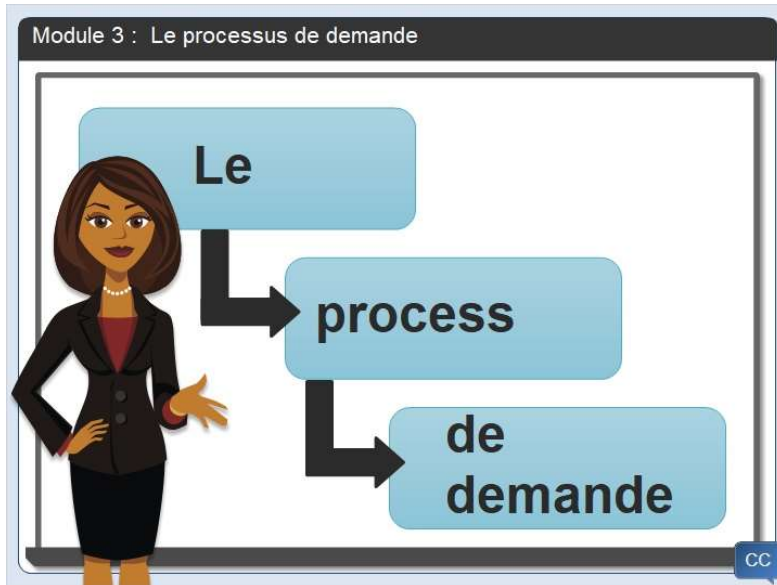 Module 3 : Le processus de demande
Le
process
de
demande
CC